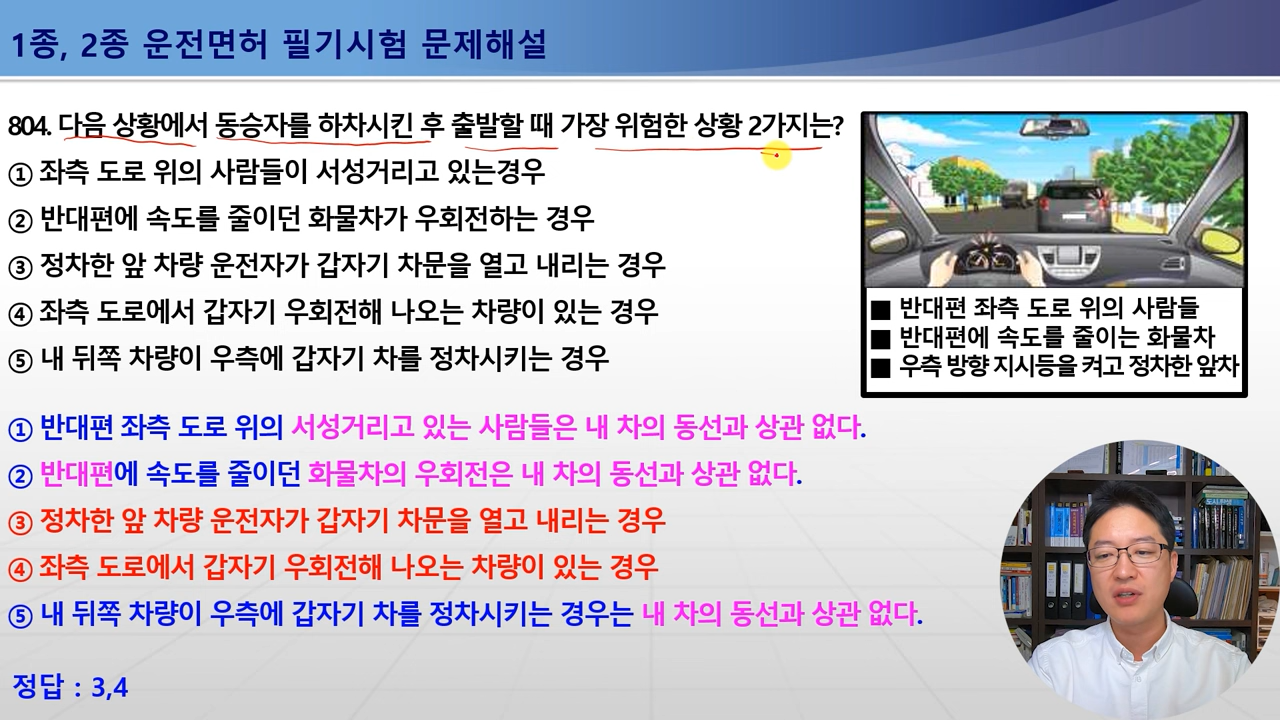 1종, 2종 운전면허 필기시험 문제해설
804. 다음 상황에서 동승자를 하차시킨 후 출발할 때 가장 위험한 상황 2가지는?
① 좌측 도로 위의 사람들이 서성거리고 있는경우
② 반대편에 속도를 줄이던 화물차가 우회전하는 경우
③ 정차한 앞 차량 운전자가 갑자기 차문을 열고 내리는 경우
④ 좌측 도로에서 갑자기 우회전해 나오는 차량이 있는 경우
⑤ 내 뒤쪽 차량이 우측에 갑자기 차를 정차시키는 경우
■ 반대편 좌측 도로 위의 사람들
■ 반대편에 속도를 줄이는 화물차
■ 우측 방향 지시등을 켜고 정차한 앞차
① 반대편 좌측 도로 위의 서성거리고 있는 사람들은 내 차의 동선과 상관 없다.
② 반대편에 속도를 줄이던 화물차의 우회전은 내 차의 동선과 상관 없다.
③ 정차한 앞 차량 운전자가 갑자기 차문을 열고 내리는 경우
④ 좌측 도로에서 갑자기 우회전해 나오는 차량이 있는 경우
⑤ 내 뒤쪽 차량이 우측에 갑자기 차를 정차시키는 경우는 내 차의 동선과 상관 없다.
정답 : 3,4